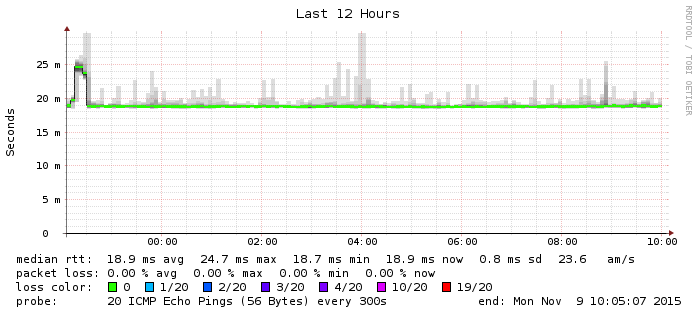 Last 12 Hours
RRDTOOL / TOBI OETIKER
Seconds
25 m
20 m
15 m
10 m
5 m
0
00:00 02:00 04:00 06:00 08:00 10:00
median rtt: 18.9 ms avg 24.7 ms max 18.7 ms min 18.9 ms now 0.8 ms sd 23.6 am/s
packet loss: 0.00 % avg 0.00 % max 0.00 % min 0.00 % now
loss color: 0 1/20 2/20 3/20 4/20 10/20 19/20
probe: 20 ICMP Echo Pings (56 Bytes) every 300s end: Mon Nov 9 10:05:07 2015